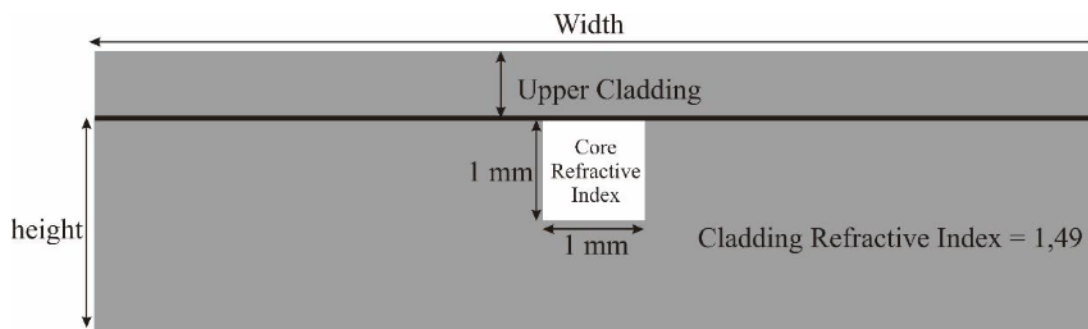 Width
Upper Cladding
Core
Refractive
Index
1 mm
height
1 mm
Cladding Refractive Index = 1,49